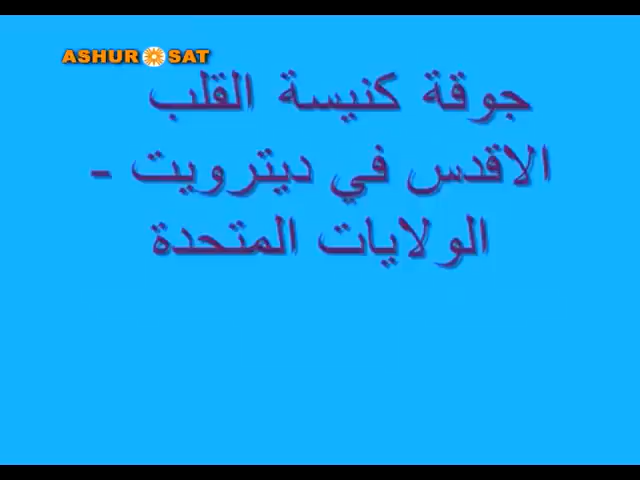 ASHUR SAT
جوقة كنيسة القلب
الاقدس في ديترويت -
الولايات المتحدة